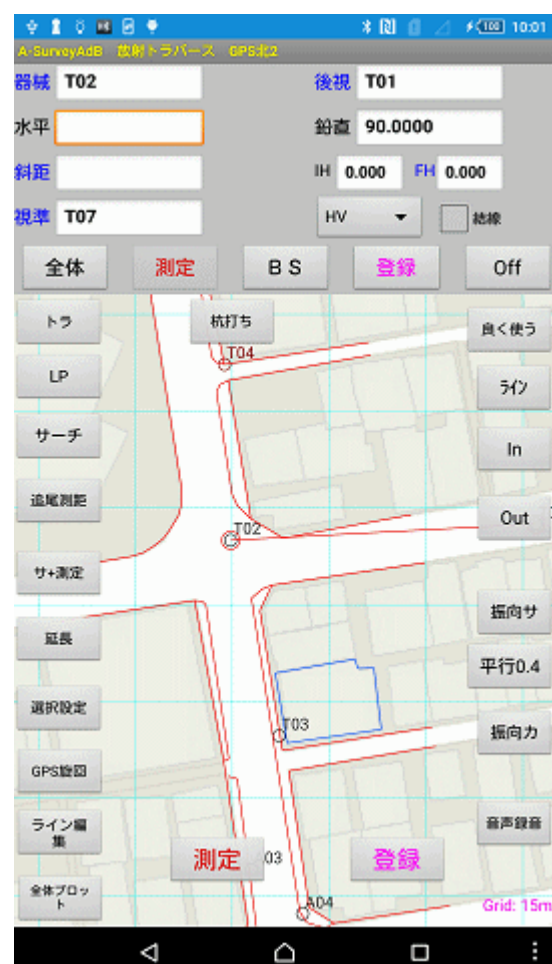 100 10:01
A-SurveyAdB 放射トラバース GPS北2
器械 T02 後視 T01
水平 鉛直 90.0000
斜距 IH 0.000 FH 0.000
視準 T07 HV 結線
全体 測定 BS 登録 Off
トラ 杭打ち 良く使う
T04
LP ライン
サーチ In
追尾測距 Out
T02
サ+測定
振向サ
延長 平行0.4
選択設定 T03 振向カ
GPS旋回
ライン編
集
音声録音
測定 03 登録
全体プロッ
ト
A04 Grid: 15m